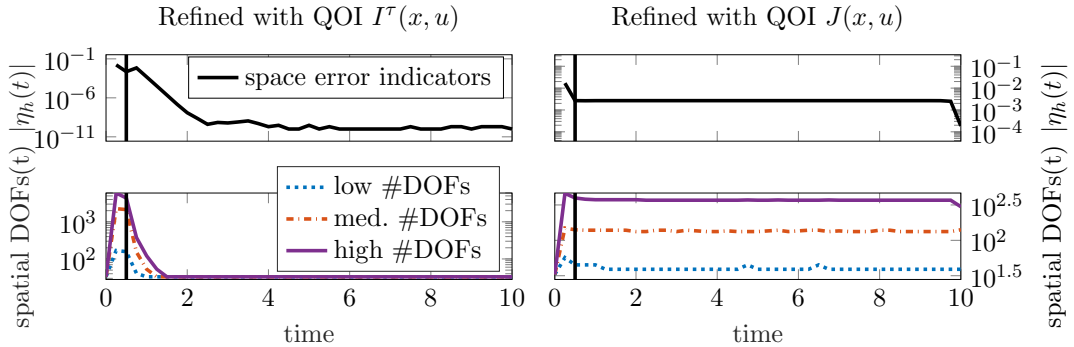 Refined with QOI $I^\tau(x, u)$
Refined with QOI $J(x, u)$
$|\eta_h(t)|$
$10^{-1}$
$10^{-6}$
$10^{-11}$
space error indicators
$10^{-1}$
$10^{-2}$
$10^{-3}$
$10^{-4}$
$|\eta_h(t)|$
spatial DOFs(t)
$10^3$
$10^2$
low #DOFs
med. #DOFs
high #DOFs
0 2 4 6 8 10
time
$10^{2.5}$
$10^2$
$10^{1.5}$
spatial DOFs(t)
0 2 4 6 8 10
time